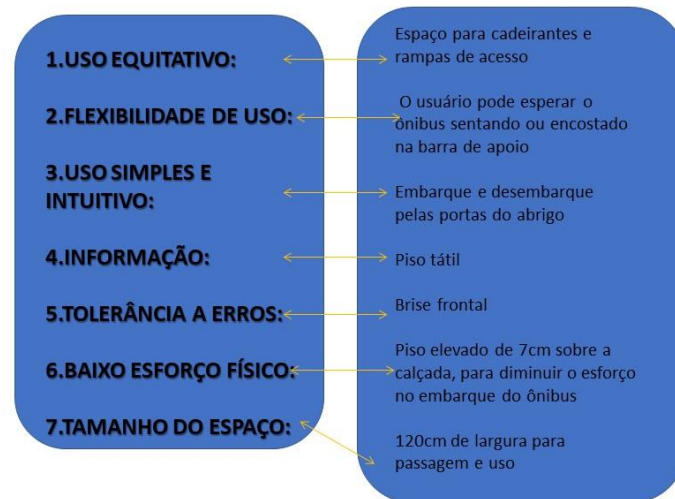 1.USO EQUITATIVO:
Espaço para cadeirantes e
rampas de acesso
2.FLEXIBILIDADE DE USO:
O usuário pode esperar o
ônibus sentando ou encostado
na barra de apoio
3.USO SIMPLES E
INTUITIVO:
Embarque e desembarque
pelas portas do abrigo
4.INFORMAÇÃO:
Piso tátil
5.TOLERÂNCIA A ERROS:
Brise frontal
6.BAIXO ESFORÇO FÍSICO:
Piso elevado de 7cm sobre a
calçada, para diminuir o esforço
no embarque do ônibus
7.TAMANHO DO ESPAÇO:
120cm de largura para
passagem e uso